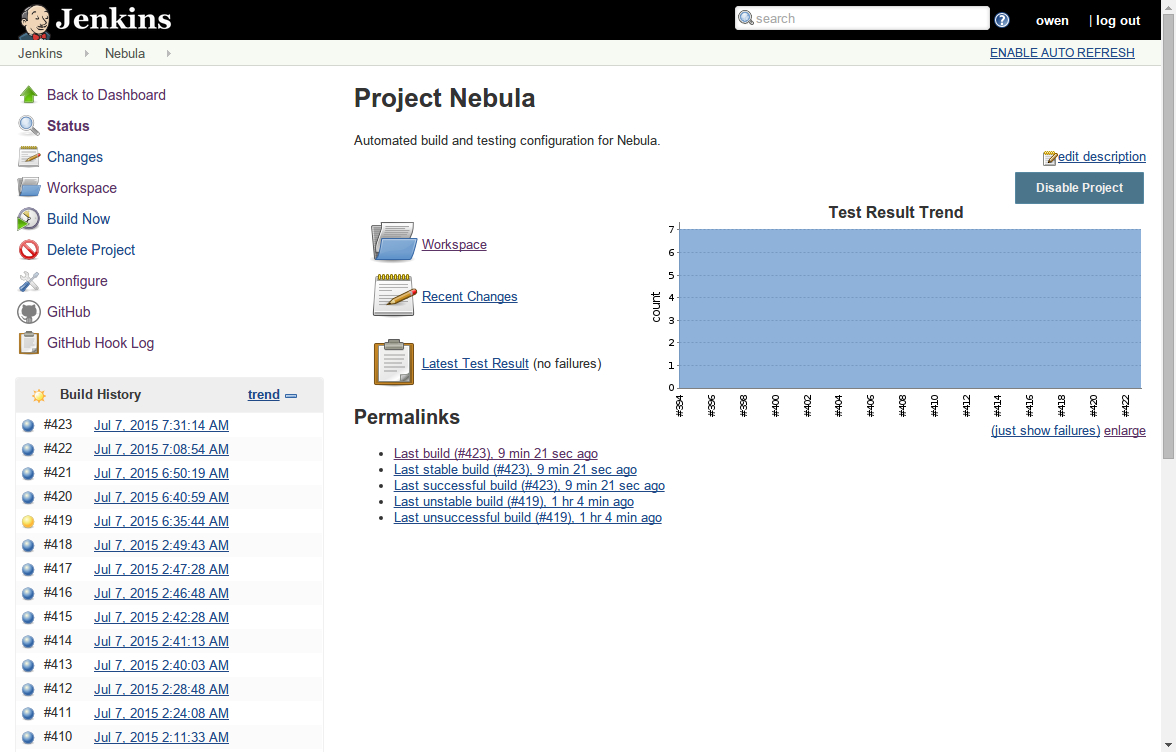 Jenkins
search
?
owen | log out
Jenkins Nebula
ENABLE AUTO REFRESH
Back to Dashboard
Status
Changes
Workspace
Build Now
Delete Project
Configure
GitHub
GitHub Hook Log
Build History trend
#423 Jul 7, 2015 7:31:14 AM
#422 Jul 7, 2015 7:08:54 AM
#421 Jul 7, 2015 6:50:19 AM
#420 Jul 7, 2015 6:40:59 AM
#419 Jul 7, 2015 6:35:44 AM
#418 Jul 7, 2015 2:49:43 AM
#417 Jul 7, 2015 2:47:28 AM
#416 Jul 7, 2015 2:46:48 AM
#415 Jul 7, 2015 2:42:28 AM
#414 Jul 7, 2015 2:41:13 AM
#413 Jul 7, 2015 2:40:03 AM
#412 Jul 7, 2015 2:28:48 AM
#411 Jul 7, 2015 2:24:08 AM
#410 Jul 7, 2015 2:11:33 AM
Project Nebula
Automated build and testing configuration for Nebula.
edit description
Disable Project
Workspace
Recent Changes
Latest Test Result (no failures)
Test Result Trend
count
7
6
5
4
3
2
1
0
#394 #396 #398 #400 #402 #404 #406 #408 #410 #412 #414 #416 #418 #420 #422
(just show failures) enlarge
Permalinks
Last build (#423), 9 min 21 sec ago
Last stable build (#423), 9 min 21 sec ago
Last successful build (#423), 9 min 21 sec ago
Last unstable build (#419), 1 hr 4 min ago
Last unsuccessful build (#419), 1 hr 4 min ago